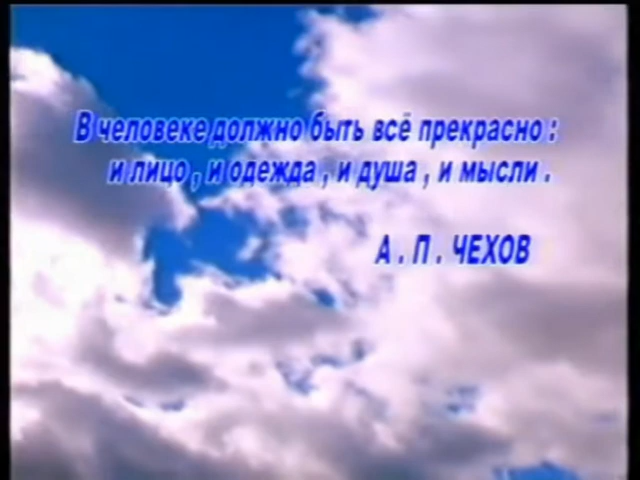 В человеке должно быть всё прекрасно :
и лицо , и одежда , и душа , и мысли .
А . П . ЧЕХОВ